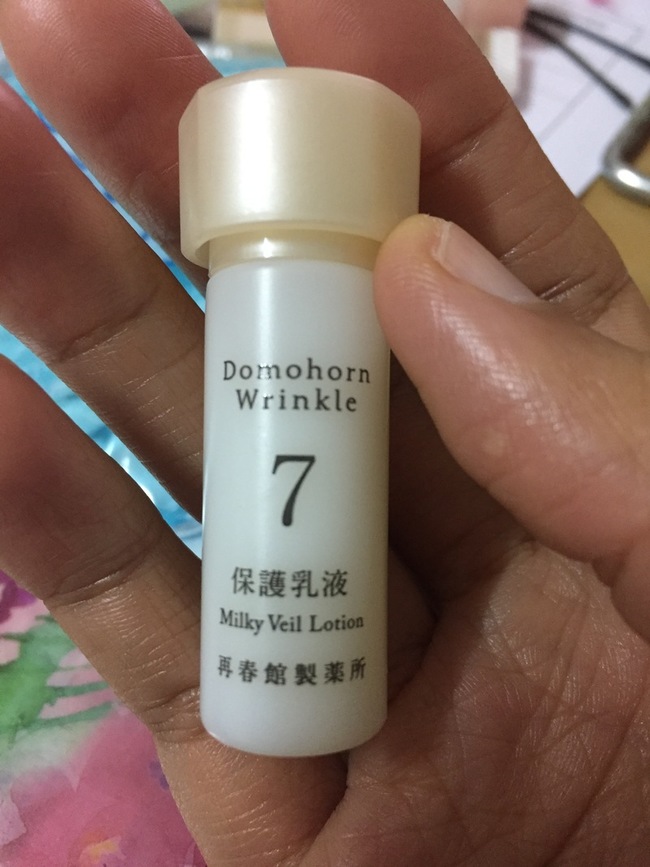 Domohorn
Wrinkle
7
保護乳液
Milky Veil Lotion
再春館製薬所